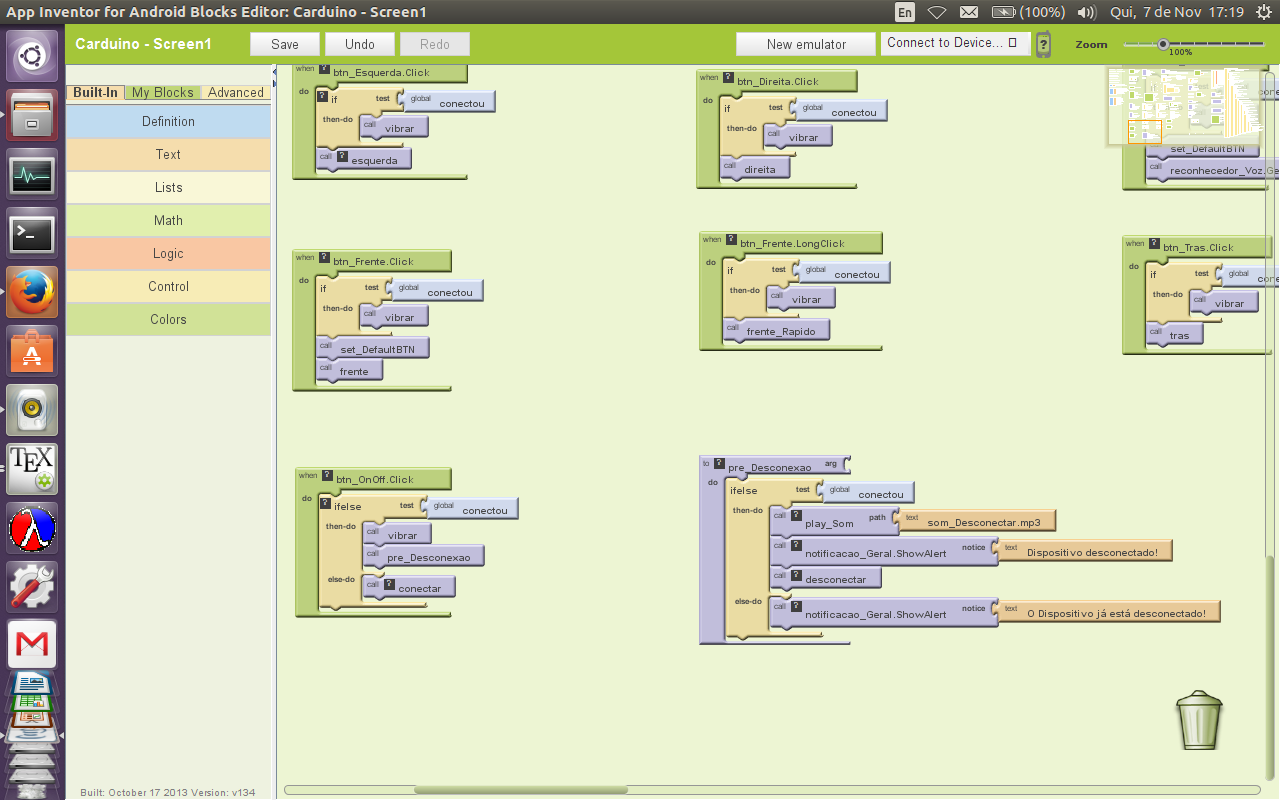 App Inventor for Android Blocks Editor: Carduino - Screen1
En (100%) Qui, 7 de Nov 17:19
Carduino - Screen1 Save Undo Redo New emulator Connect to Device... Zoom 100%
Built-In My Blocks Advanced
Definition
Text
Lists
Math
Logic
Control
Colors
Built: October 17 2013 Version: v134
when ? btn_Esquerda.Click
do ? if test global conectou
then-do call vibrar
call ? esquerda
when ? btn_Direita.Click
do if test global conectou
then-do call vibrar
call direita
call set_DefaultBTN
call reconhecedor_Voz.Ge
when ? btn_Frente.Click
do if test global conectou
then-do call vibrar
call set_DefaultBTN
call frente
when ? btn_Frente.LongClick
do if test global conectou
then-do call vibrar
call frente_Rapido
when ? btn_Tras.Click
do if test global cone
then-do call vibrar
call tras
when ? btn_OnOff.Click
do ? ifelse test global conectou
then-do call vibrar
call pre_Desconexao
else-do call ? conectar
to ? pre_Desconexao arg
do ifelse test global conectou
then-do call ? play_Som path text som_Desconectar.mp3
call ? notificacao_Geral.ShowAlert notice text Dispositivo desconectado!
call ? desconectar
else-do call ? notificacao_Geral.ShowAlert notice text O Dispositivo já está desconectado!
TEX